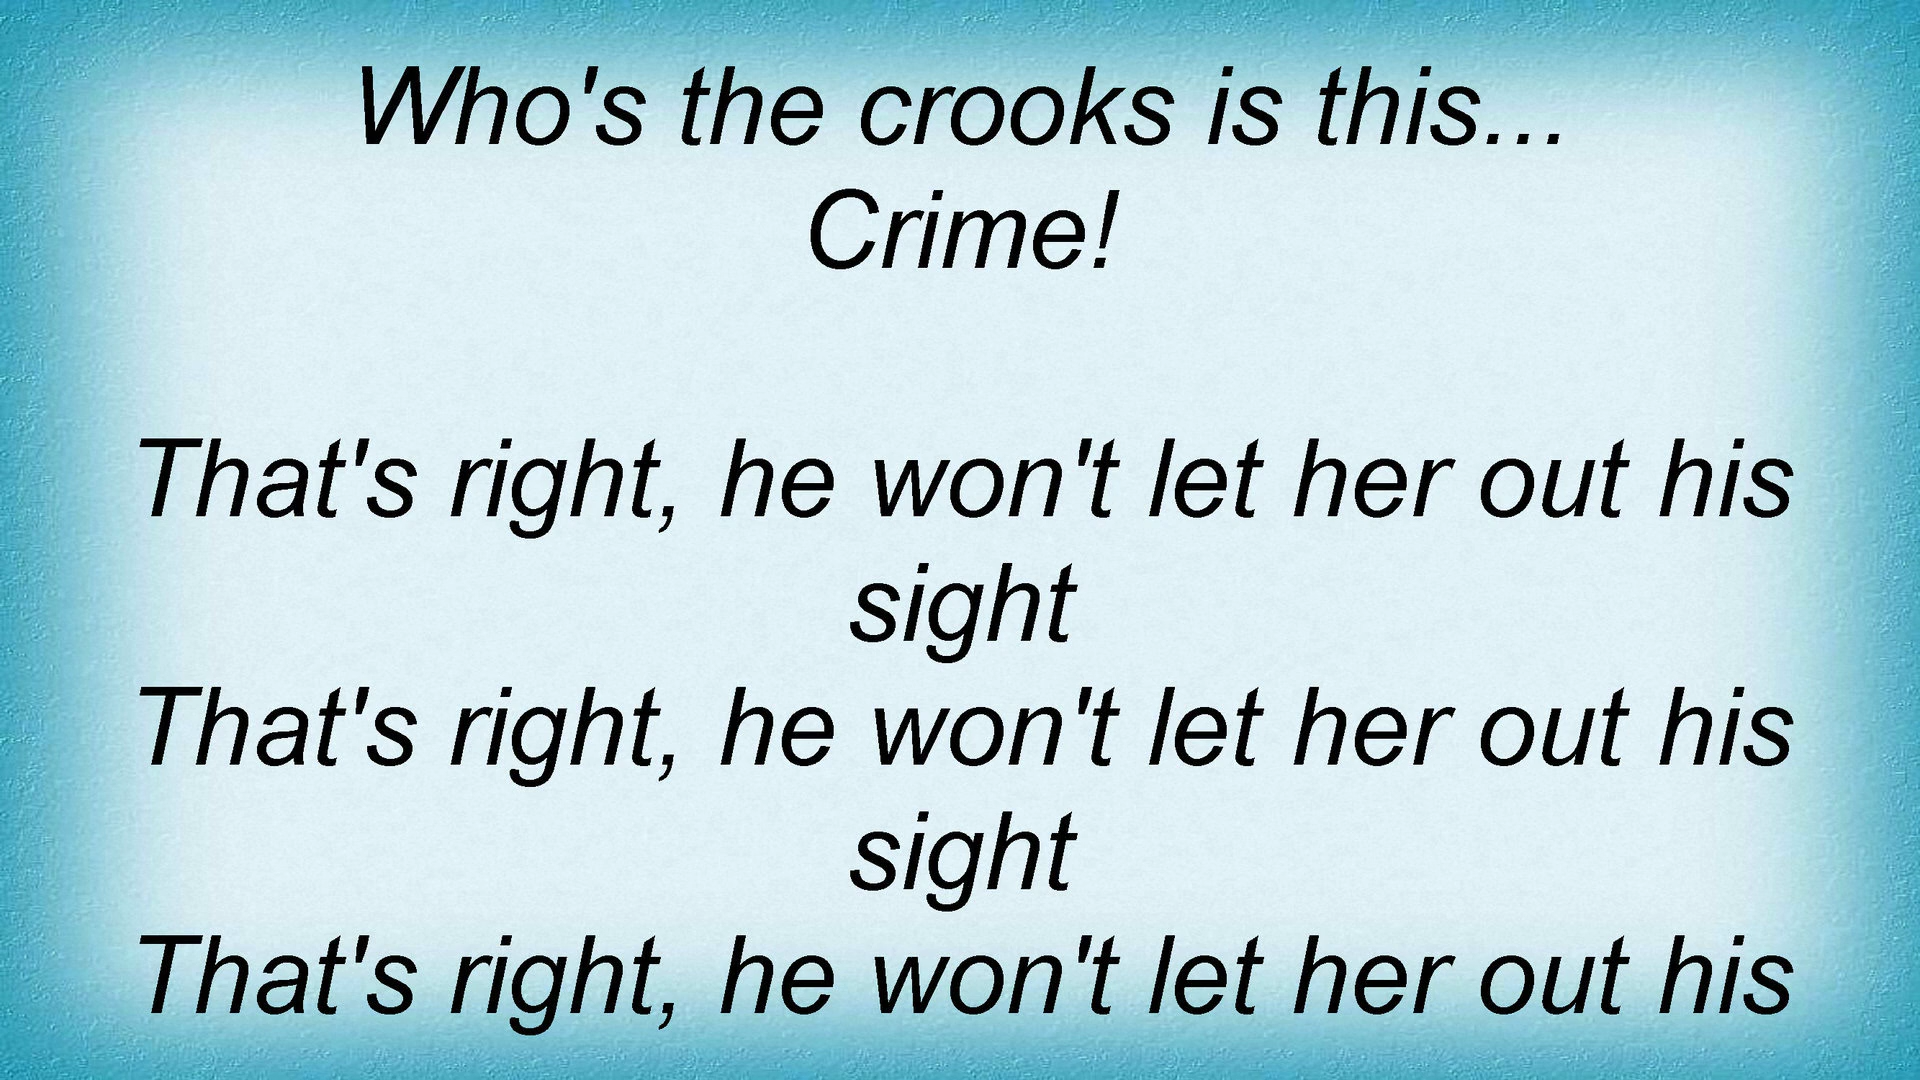 Who's the crooks is this...
Crime!
That's right, he won't let her out his
sight
That's right, he won't let her out his
sight
That's right, he won't let her out his